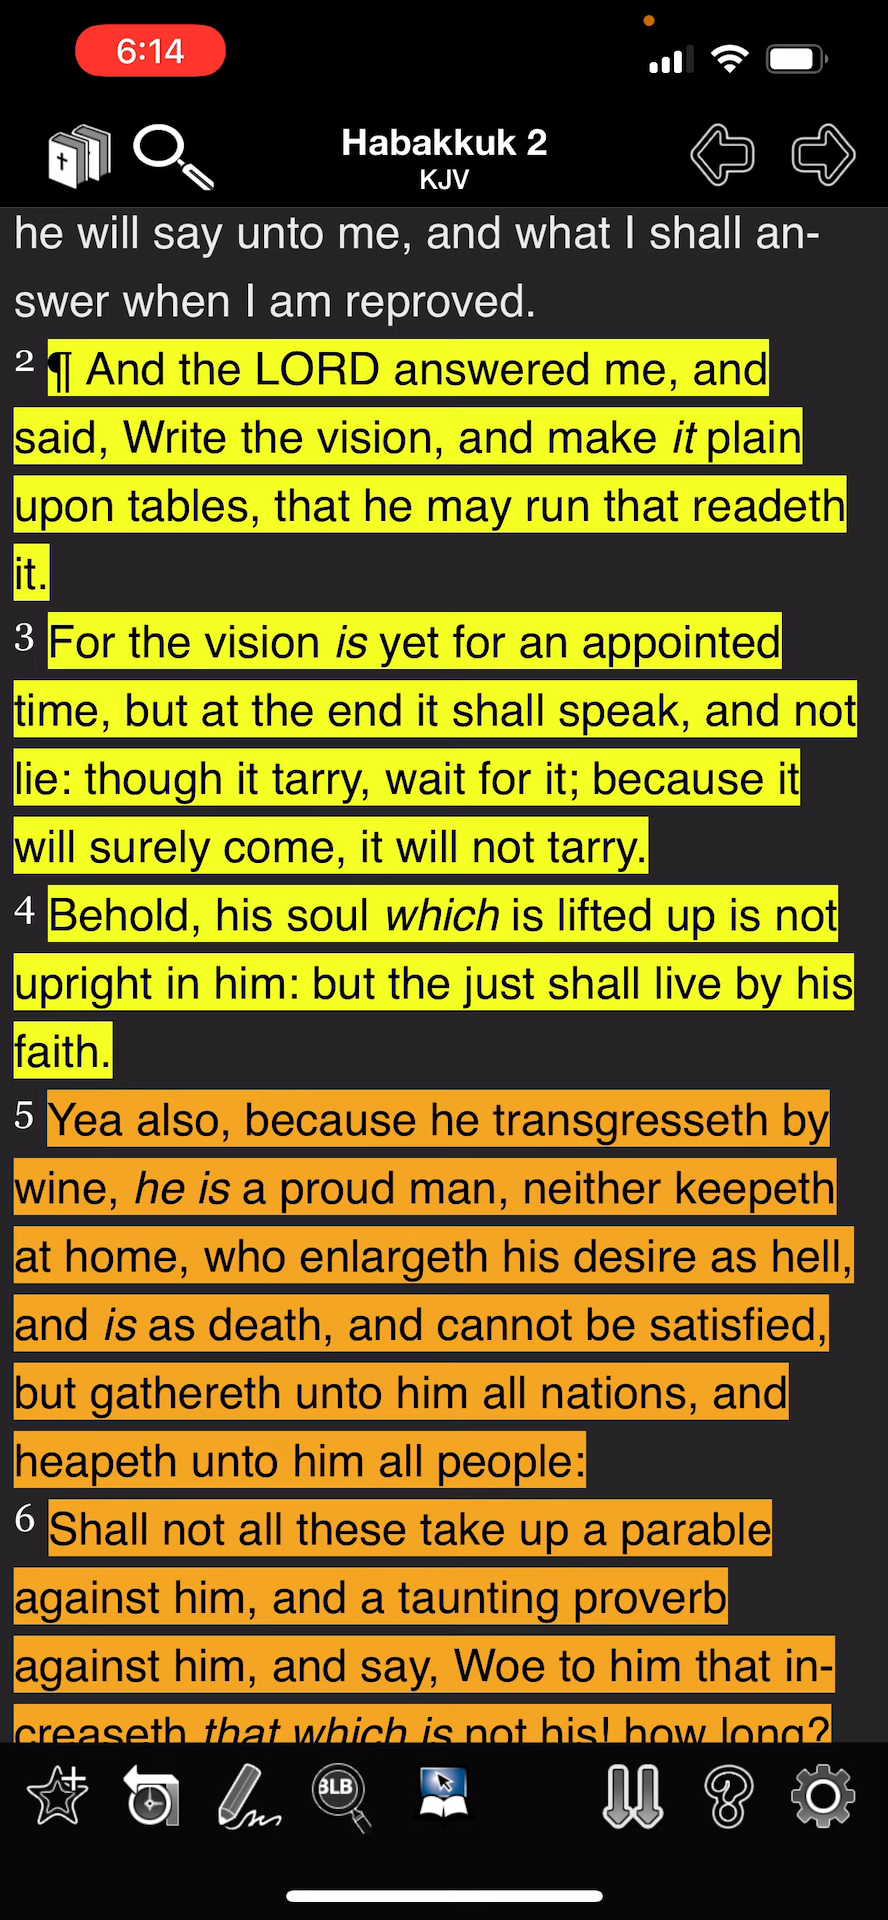 6:14
Habakkuk 2
KJV
he will say unto me, and what I shall an-
swer when I am reproved.
2 ¶ And the LORD answered me, and
said, Write the vision, and make it plain
upon tables, that he may run that readeth
it.
3 For the vision is yet for an appointed
time, but at the end it shall speak, and not
lie: though it tarry, wait for it; because it
will surely come, it will not tarry.
4 Behold, his soul which is lifted up is not
upright in him: but the just shall live by his
faith.
5 Yea also, because he transgresseth by
wine, he is a proud man, neither keepeth
at home, who enlargeth his desire as hell,
and is as death, and cannot be satisfied,
but gathereth unto him all nations, and
heapeth unto him all people:
6 Shall not all these take up a parable
against him, and a taunting proverb
against him, and say, Woe to him that in-
creaseth that which is not his! how long?
BLB